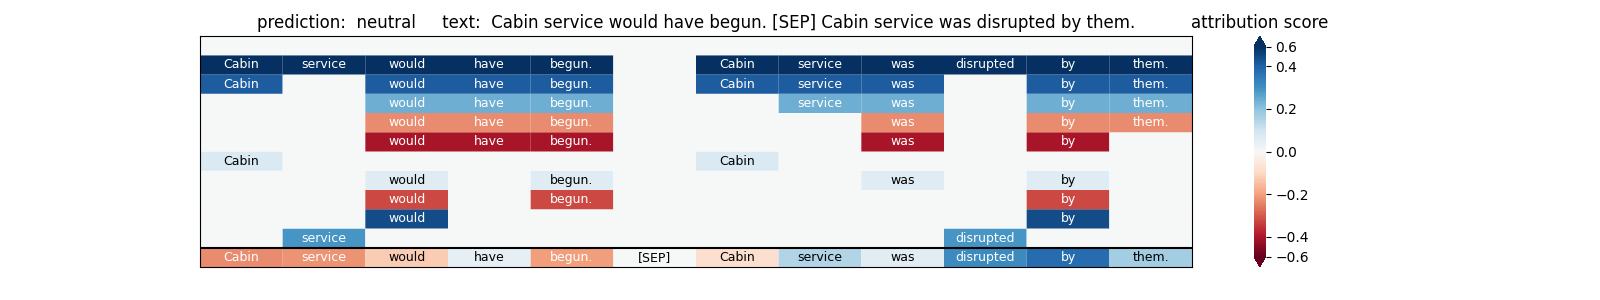 prediction: neutral text: Cabin service would have begun. [SEP] Cabin service was disrupted by them. attribution score
Cabin service would have begun. Cabin service was disrupted by them.
Cabin would have begun. Cabin service was by them.
would have begun. service was by them.
would have begun. was by them.
would have begun. was by
Cabin Cabin
would begun. was by
would begun. by
would by
service disrupted
Cabin service would have begun. [SEP] Cabin service was disrupted by them.
0.6
0.4
0.2
0.0
−0.2
−0.4
−0.6